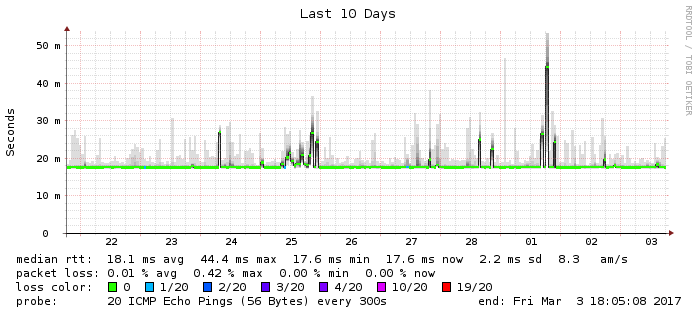 Last 10 Days
RRDTOOL / TOBI OETIKER
Seconds
50 m
40 m
30 m
20 m
10 m
0
22 23 24 25 26 27 28 01 02 03
median rtt: 18.1 ms avg 44.4 ms max 17.6 ms min 17.6 ms now 2.2 ms sd 8.3 am/s
packet loss: 0.01 % avg 0.42 % max 0.00 % min 0.00 % now
loss color: 0 1/20 2/20 3/20 4/20 10/20 19/20
probe: 20 ICMP Echo Pings (56 Bytes) every 300s end: Fri Mar 3 18:05:08 2017